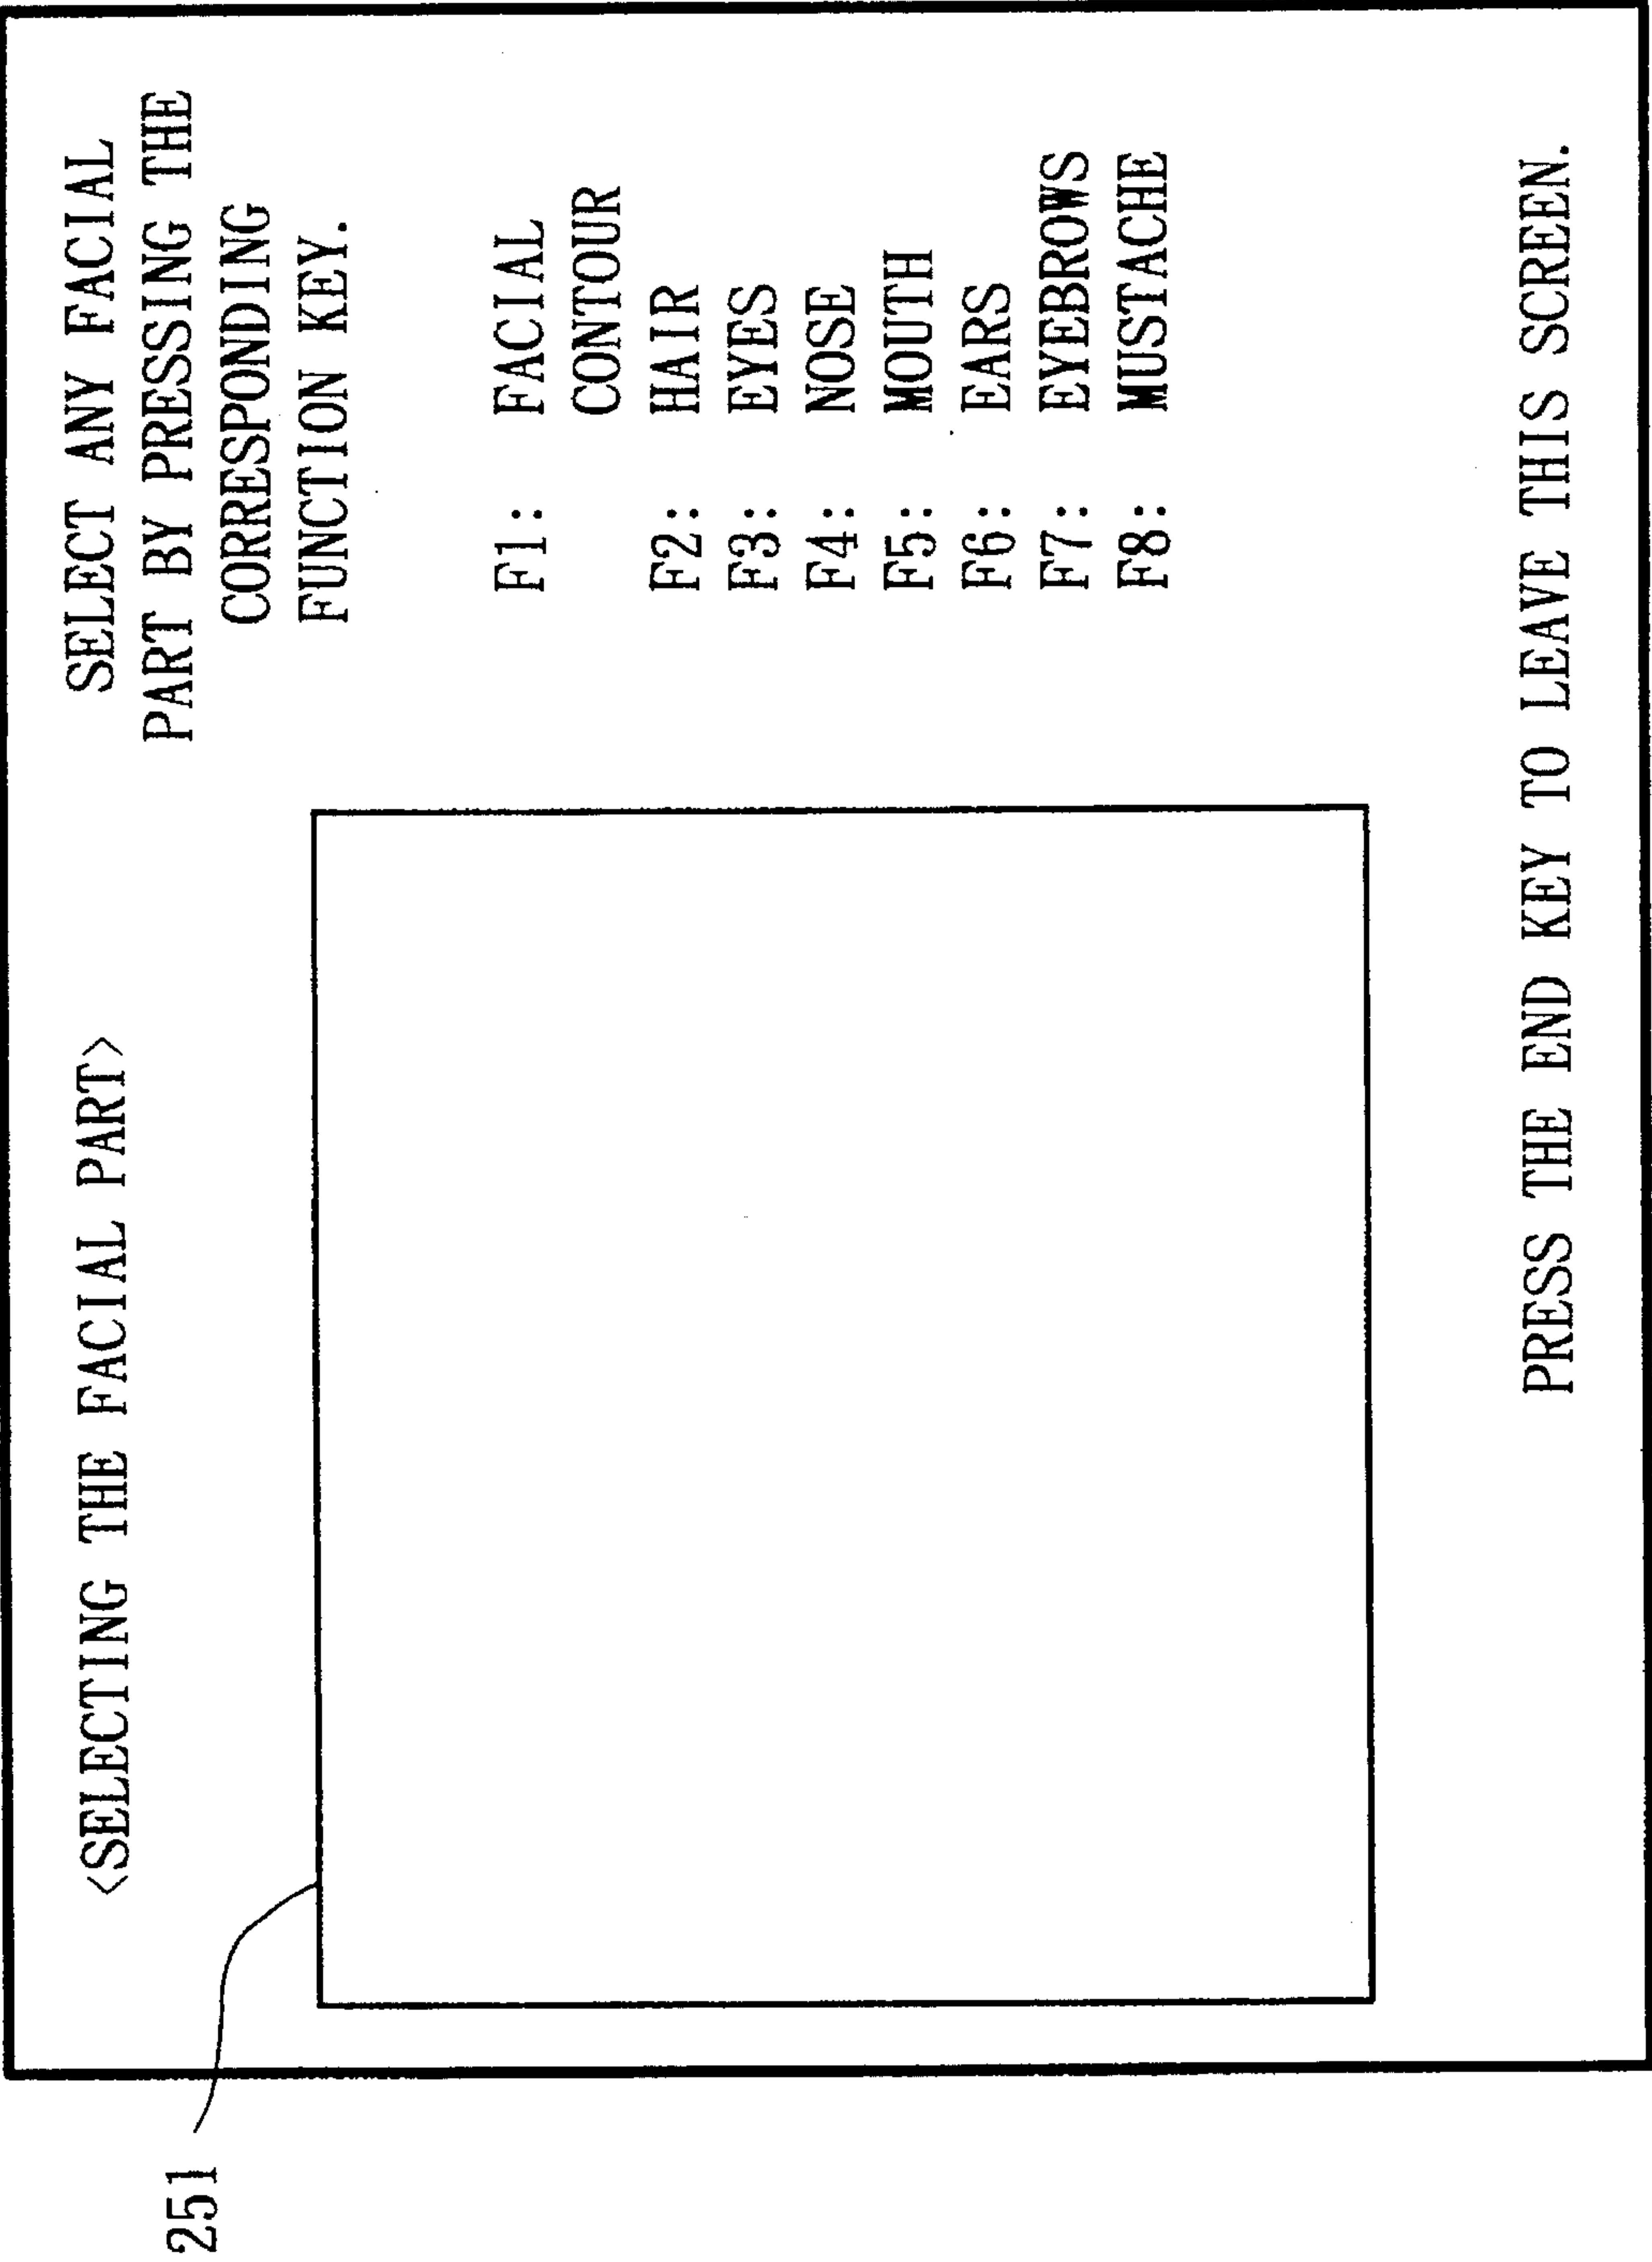 <SELECTING THE FACIAL PART>
SELECT ANY FACIAL
PART BY PRESSING THE
CORRESPONDING
FUNCTION KEY.
F1: FACIAL
CONTOUR
F2: HAIR
F3: EYES
F4: NOSE
F5: MOUTH
F6: EARS
F7: EYEBROWS
F8: MUSTACHE
PRESS THE END KEY TO LEAVE THIS SCREEN.
251